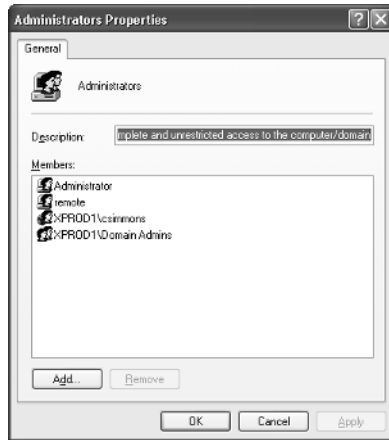 Administrators Properties
General
Administrators
Description: mplete and unrestricted access to the computer/domain
Members:
Administrator
remote
XPROD1\csimmons
XPROD1\Domain Admins
Add... Remove
OK Cancel Apply